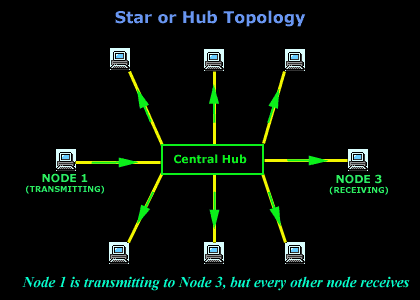 Star or Hub Topology
Central Hub
NODE 1
(TRANSMITTING)
NODE 3
(RECEIVING)
Node 1 is transmitting to Node 3, but every other node receives